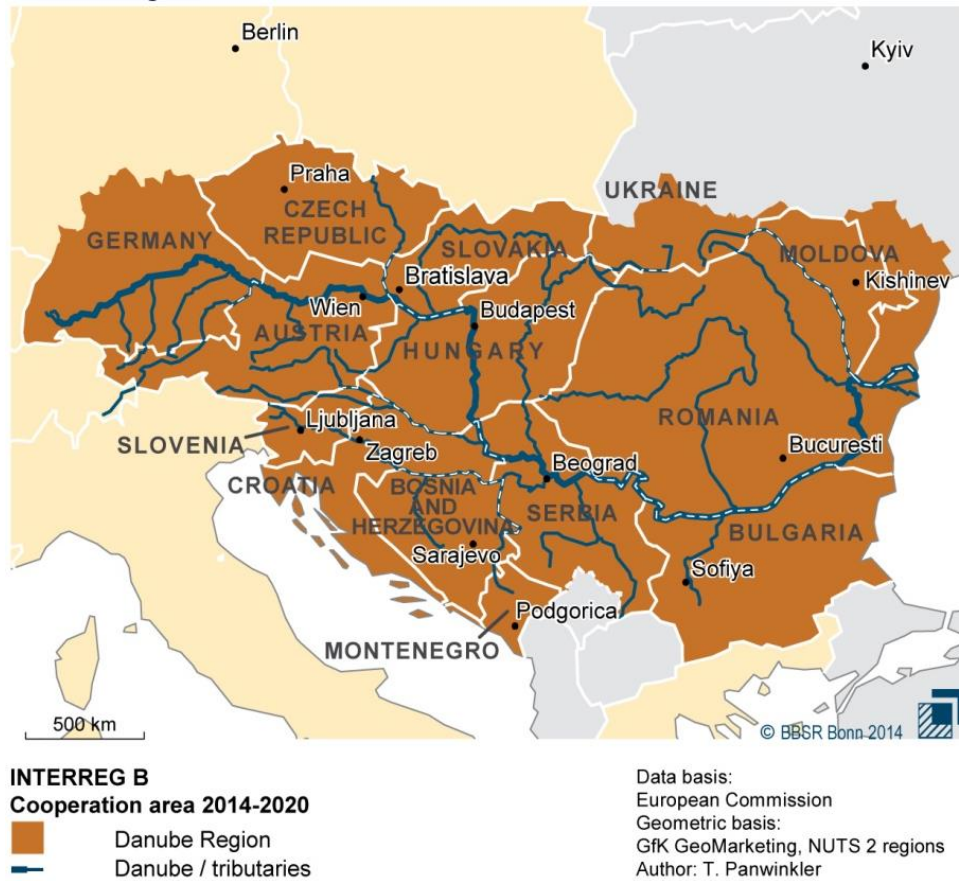 Berlin
Kyiv
Praha
UKRAINE
CZECH
REPUBLIC
GERMANY
SLOVAKIA
MOLDOVA
Bratislava
Kishinev
Wien
Budapest
AUSTRIA
HUNGARY
ROMANIA
Ljubljana
SLOVENIA
Zagreb
Bucuresti
Beograd
CROATIA
BOSNIA
AND
HERZEGOVINA
SERBIA
BULGARIA
Sarajevo
Sofiya
Podgorica
MONTENEGRO
500 km
© BBSR Bonn 2014
INTERREG B
Cooperation area 2014-2020
Danube Region
Danube / tributaries
Data basis:
European Commission
Geometric basis:
GfK GeoMarketing, NUTS 2 regions
Author: T. Panwinkler